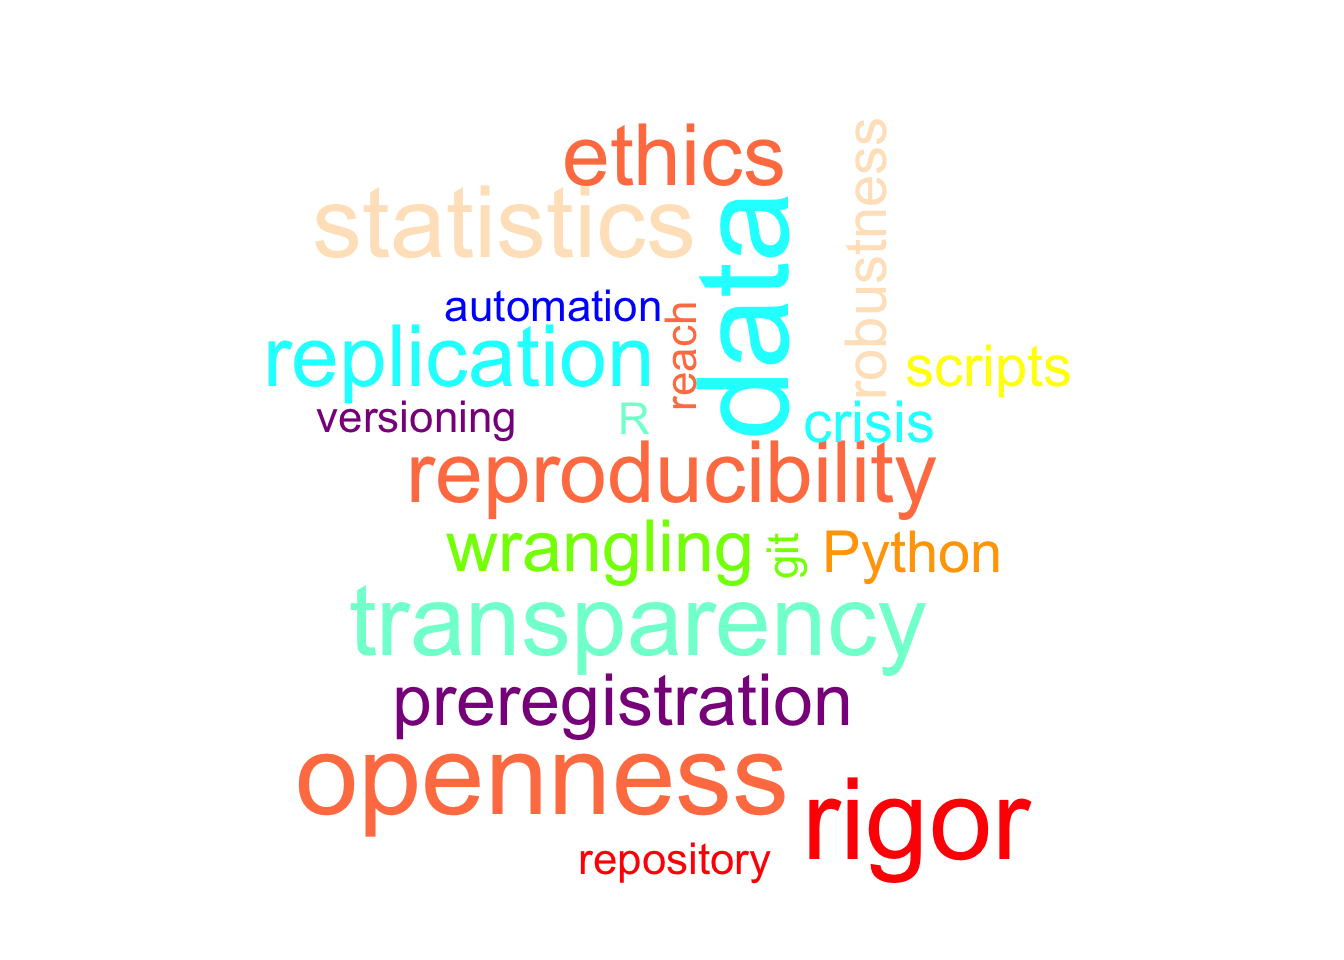 ethics
statistics
data
robustness
automation
reach
replication
scripts
versioning
R
crisis
reproducibility
wrangling
git
Python
transparency
preregistration
openness
rigor
repository